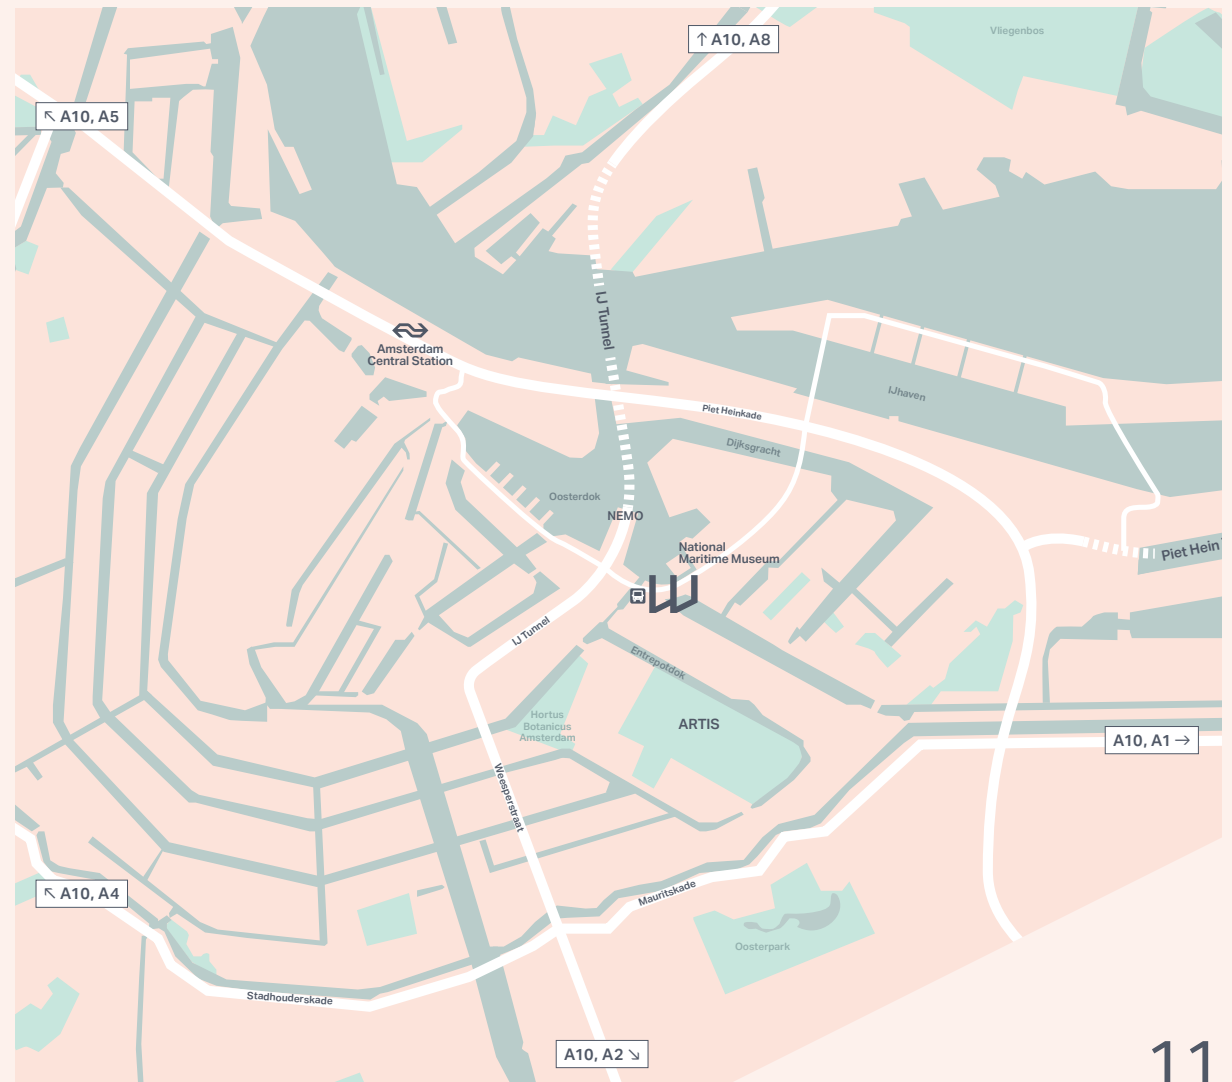 ↑ A10, A8
Vliegenbos
↖ A10, A5
IJ Tunnel
Amsterdam
Central Station
IJhaven
Piet Heinkade
Dijksgracht
Oosterdok
NEMO
National
Maritime Museum
Piet Hein
IJ Tunnel
Entrepotdok
Hortus
Botanicus
Amsterdam
ARTIS
A10, A1 →
Weesperstraat
↖ A10, A4
Mauritskade
Oosterpark
Stadhouderskade
A10, A2 ↘
11